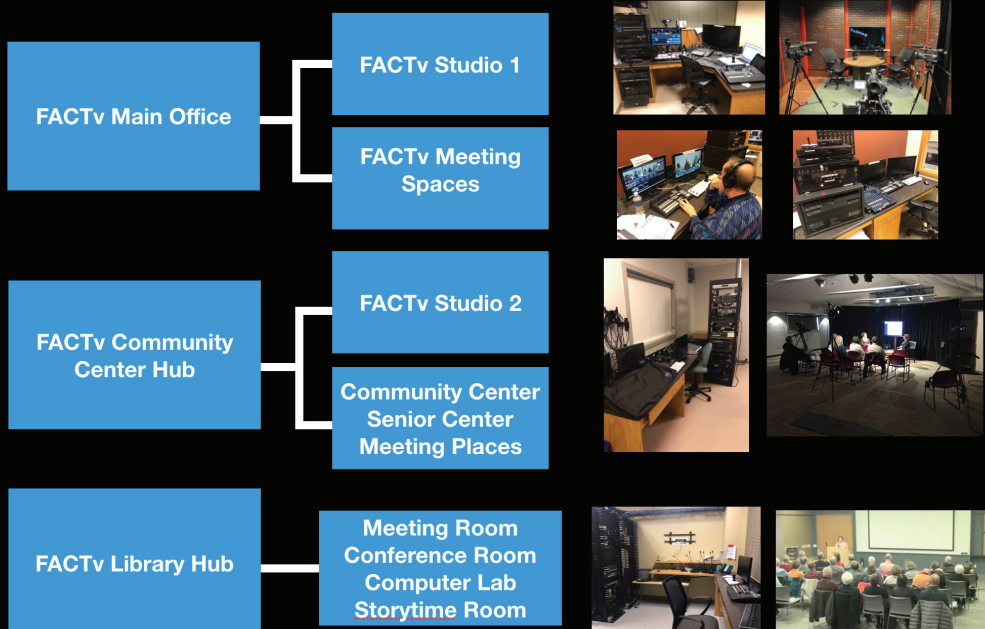 FACTv Main Office
FACTv Studio 1
FACTv Meeting
Spaces
FACTv Community
Center Hub
FACTv Studio 2
Community Center
Senior Center
Meeting Places
FACTv Library Hub
Meeting Room
Conference Room
Computer Lab
Storytime Room